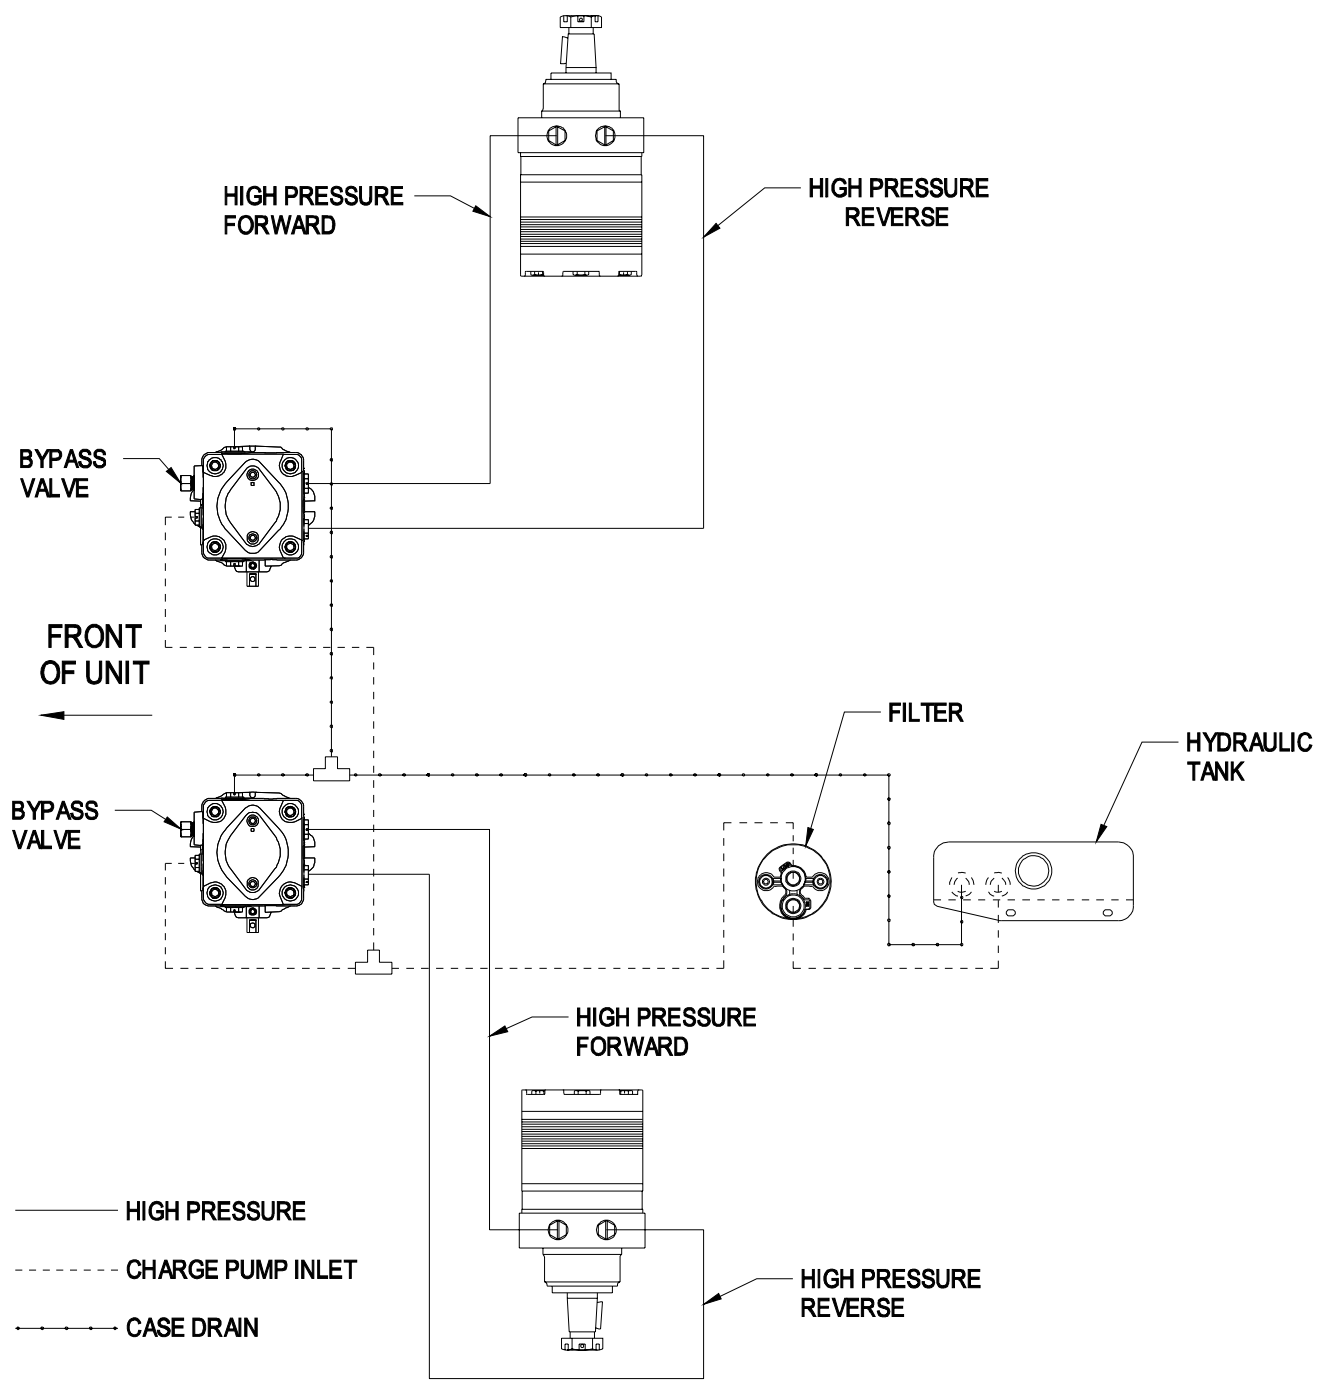 HIGH PRESSURE
FORWARD
HIGH PRESSURE
REVERSE
BYPASS
VALVE
FRONT
OF UNIT
FILTER
HYDRAULIC
TANK
BYPASS
VALVE
HIGH PRESSURE
FORWARD
HIGH PRESSURE
CHARGE PUMP INLET
CASE DRAIN
HIGH PRESSURE
REVERSE